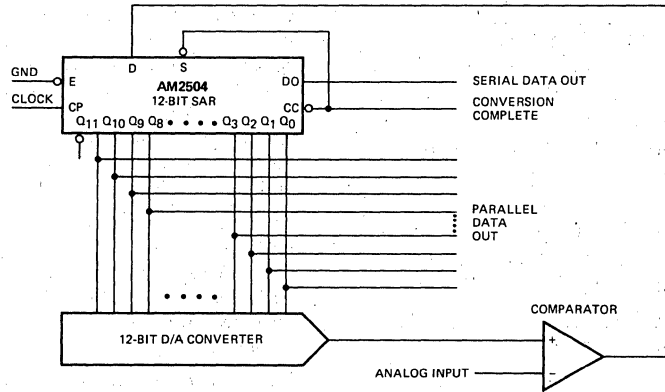 D S
GND E AM2504 DO SERIAL DATA OUT
12-BIT SAR
CLOCK CP CC CONVERSION
COMPLETE
Q11 Q10 Q9 Q8 Q3 Q2 Q1 Q0
PARALLEL
DATA
OUT
COMPARATOR
12-BIT D/A CONVERTER +
ANALOG INPUT −